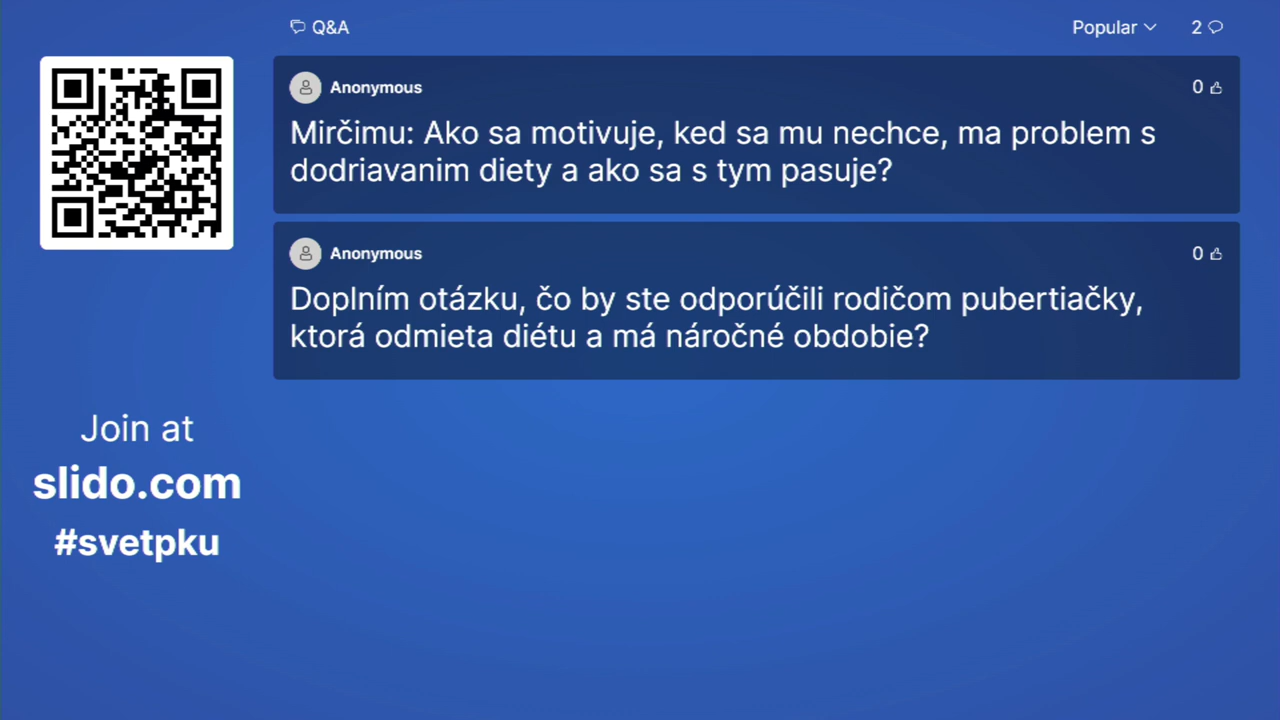 Q&A
Popular
2
Anonymous
0
Mirčimu: Ako sa motivuje, ked sa mu nechce, ma problem s
dodriavanim diety a ako sa s tym pasuje?
Anonymous
0
Doplním otázku, čo by ste odporúčili rodičom pubertiačky,
ktorá odmieta diétu a má náročné obdobie?
Join at
slido.com
#svetpku